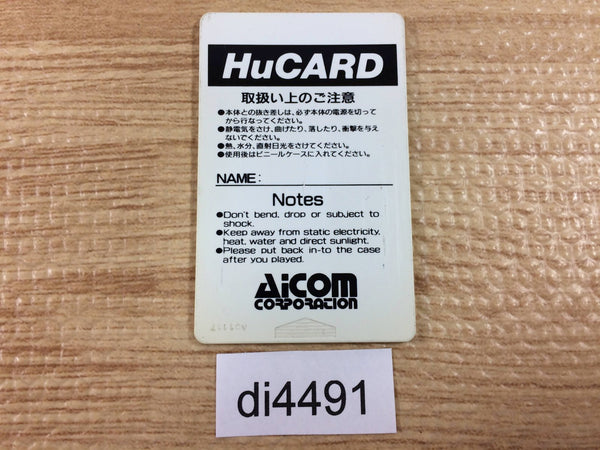 HuCARD
取扱い上のご注意
●本体との抜き差しは、必ず本体の電源を切って
から行なってください。
●静電気をさけ、曲げたり、落したり、衝撃を与え
ないでください。
●熱、水分、直射日光をさけてください。
●使用後はビニールケースに入れてください。
NAME:
Notes
●Don't bend, drop or subject to
shock.
●Keep away from static electricity,
heat, water and direct sunlight.
●Please put back in-to the case
after you played.
AiCOM
CORPORATION
di4491